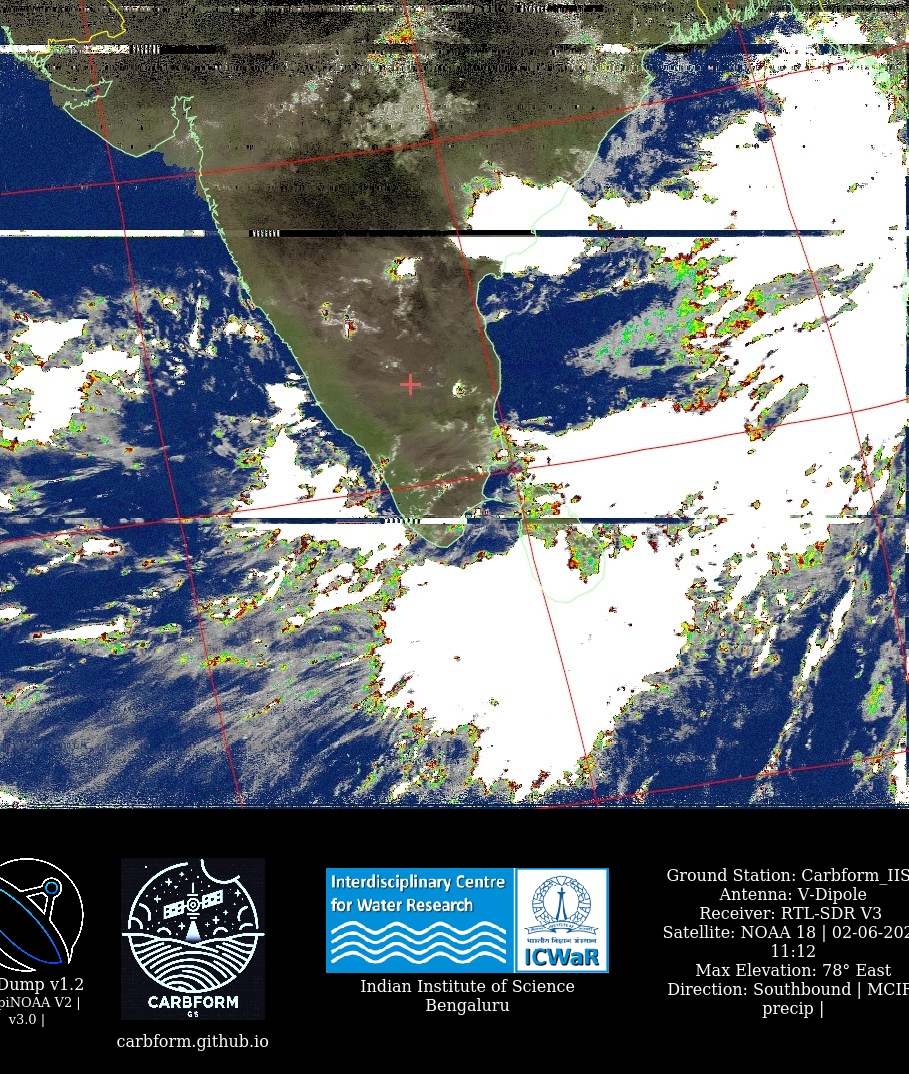 Dump v1.2
piNOAA V2 |
v3.0 |
CARBFORM
GS
carbform.github.io
Interdisciplinary Centre
for Water Research
भारतीय विज्ञान संस्थान
ICWaR
Indian Institute of Science
Bengaluru
Ground Station: Carbform_IIS
Antenna: V-Dipole
Receiver: RTL-SDR V3
Satellite: NOAA 18 | 02-06-202
11:12
Max Elevation: 78° East
Direction: Southbound | MCIR
precip |